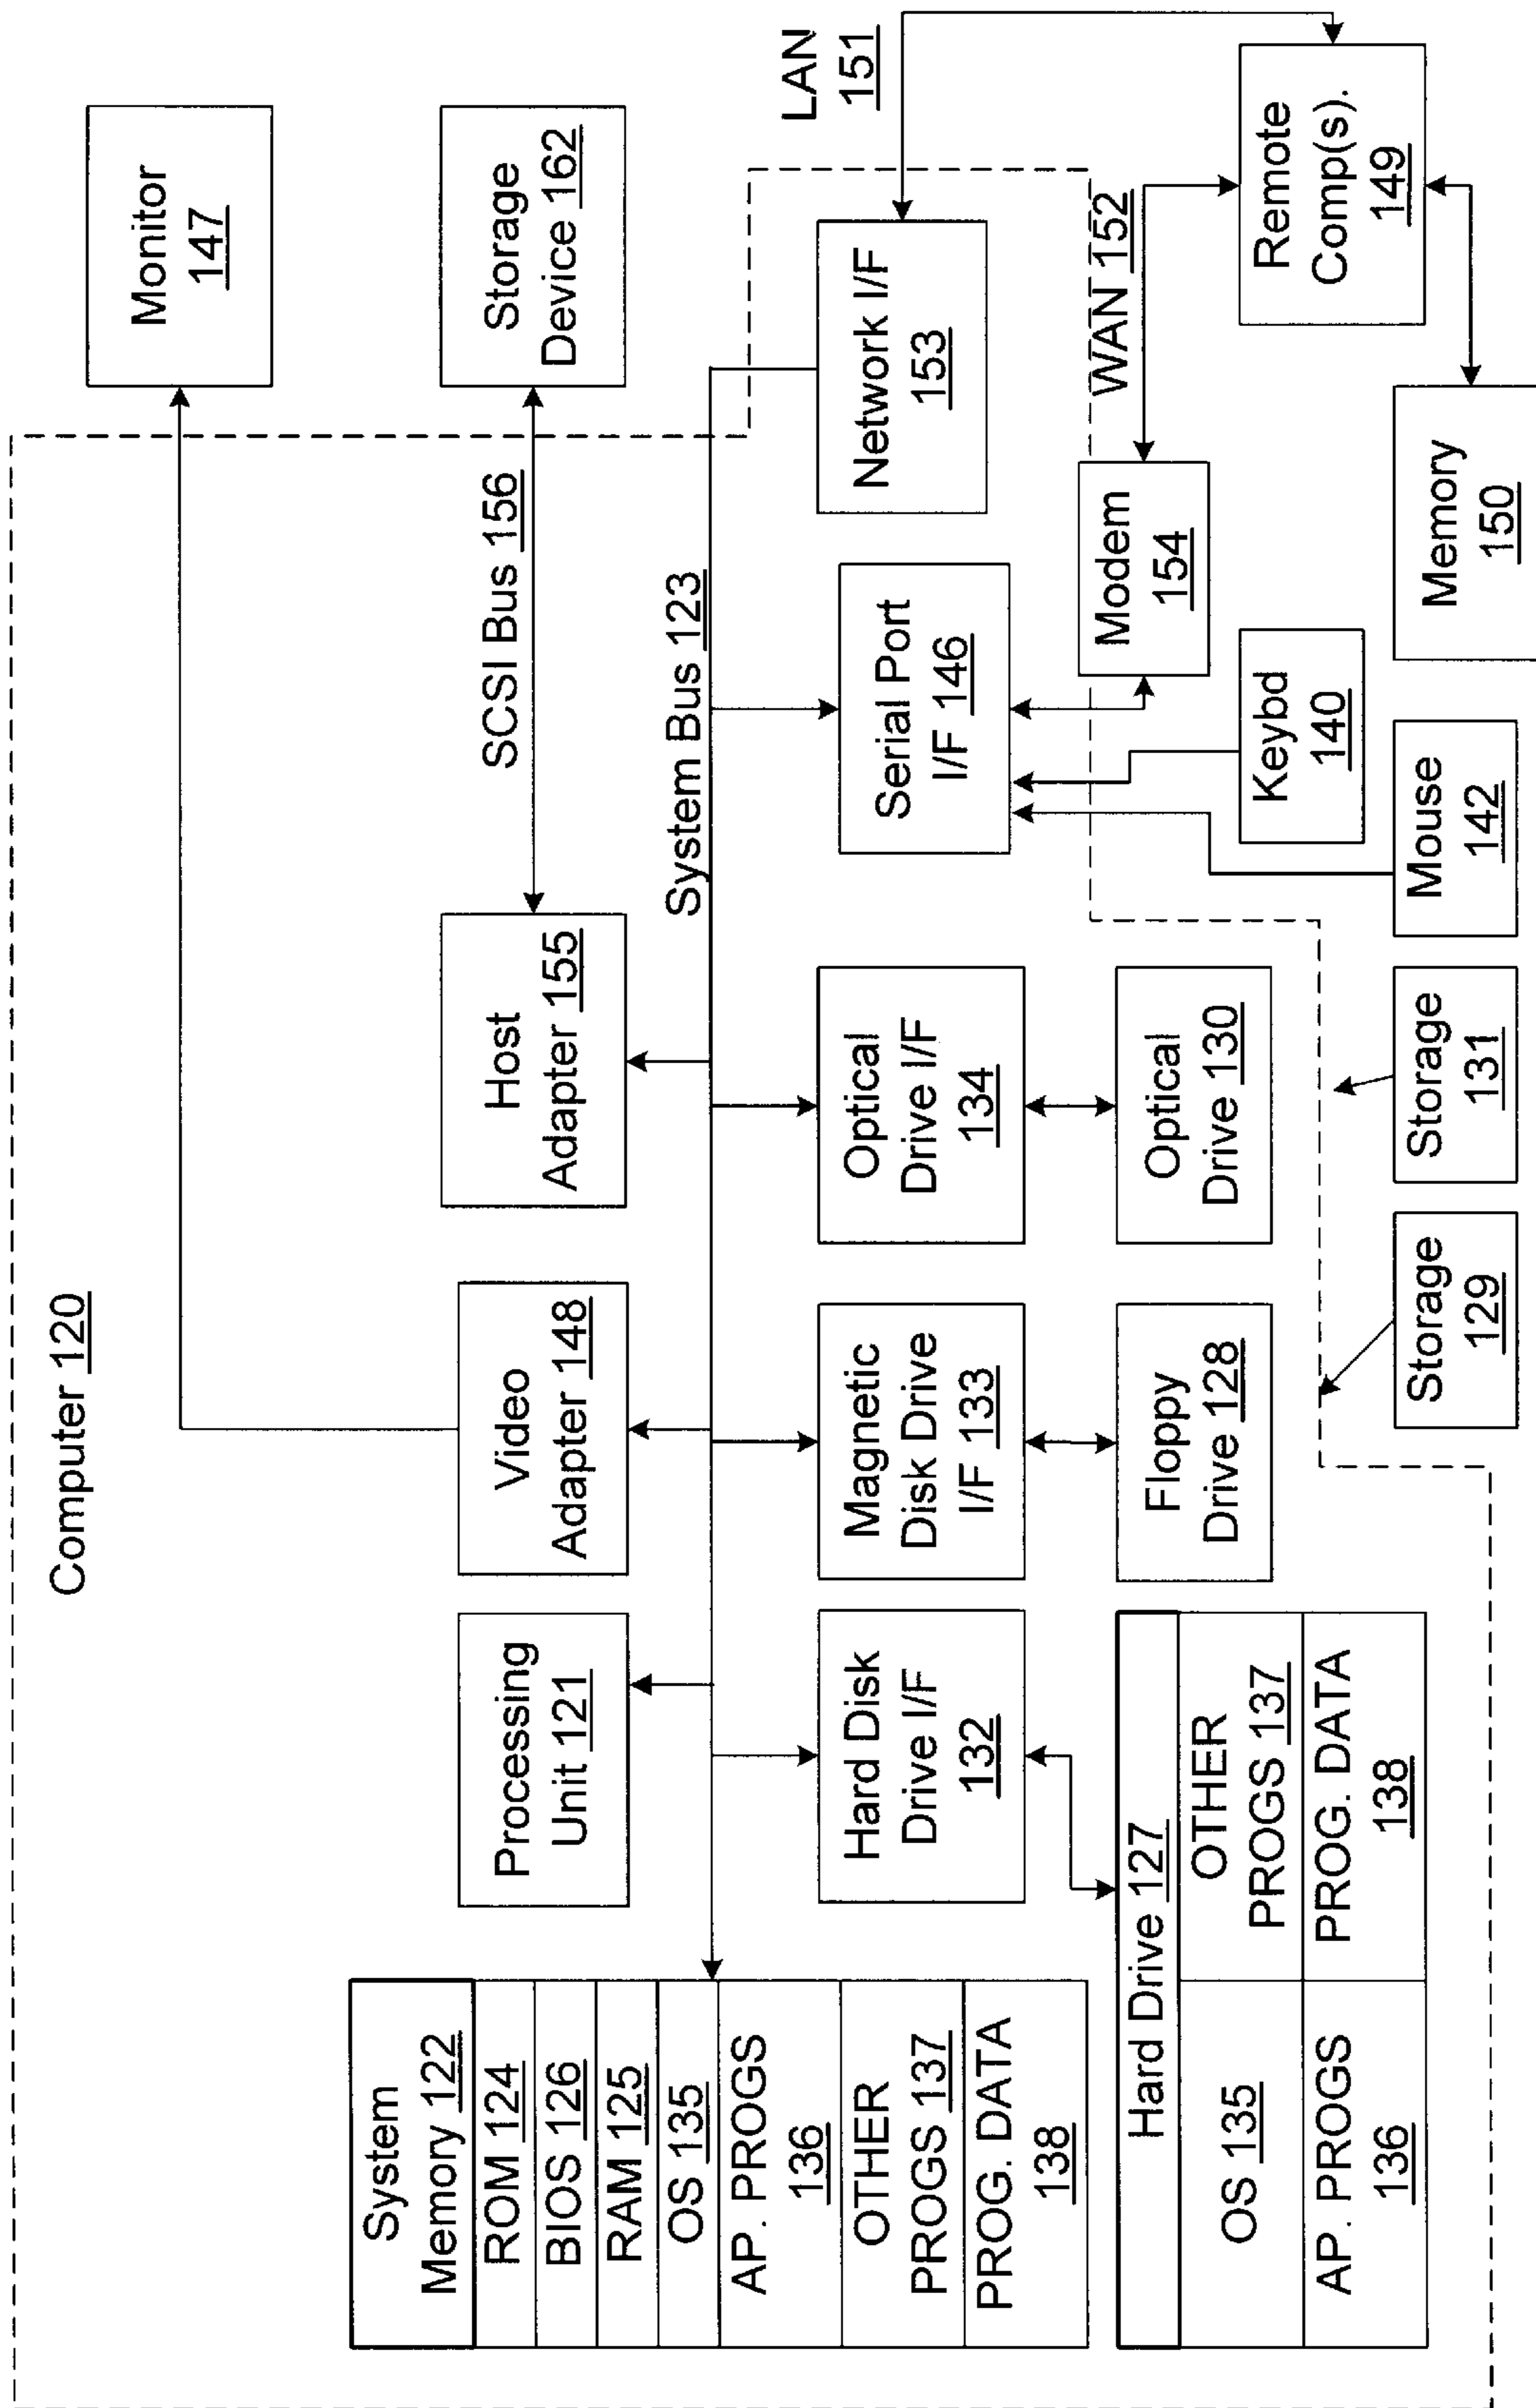 Computer 120
Monitor
147
System
Memory 122
ROM 124
BIOS 126
RAM 125
OS 135
AP. PROGS
136
OTHER
PROGS 137
PROG. DATA
138
Processing
Unit 121
Video
Adapter 148
Host
Adapter 155
SCSI Bus 156
Storage
Device 162
System Bus 123
Hard Disk
Drive I/F
132
Magnetic
Disk Drive
I/F 133
Optical
Drive I/F
134
Serial Port
I/F 146
Network I/F
153
LAN
151
Hard Drive 127
OS 135
OTHER
PROGS 137
AP. PROGS
136
PROG. DATA
138
Floppy
Drive 128
Optical
Drive 130
Modem
154
WAN 152
Storage
129
Storage
131
Keybd
140
Mouse
142
Remote
Comp(s).
149
Memory
150